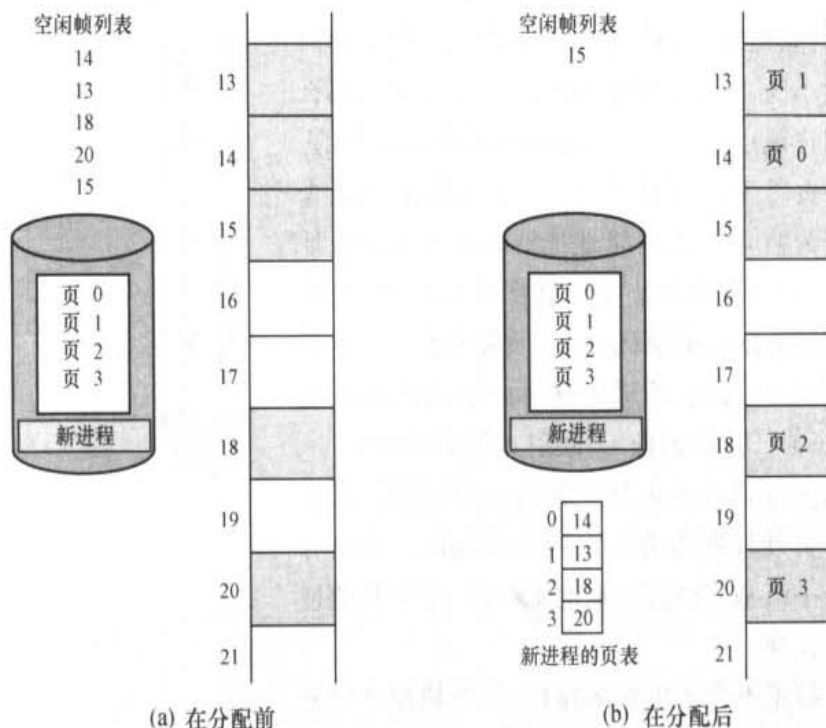 空闲帧列表
14
13
18
20
15
13
14
15
16
17
18
19
20
21
页 0
页 1
页 2
页 3
新进程
(a) 在分配前
空闲帧列表
15
13 页 1
14 页 0
15
16
17
18 页 2
19
20 页 3
21
页 0
页 1
页 2
页 3
新进程
0 14
1 13
2 18
3 20
新进程的页表
(b) 在分配后